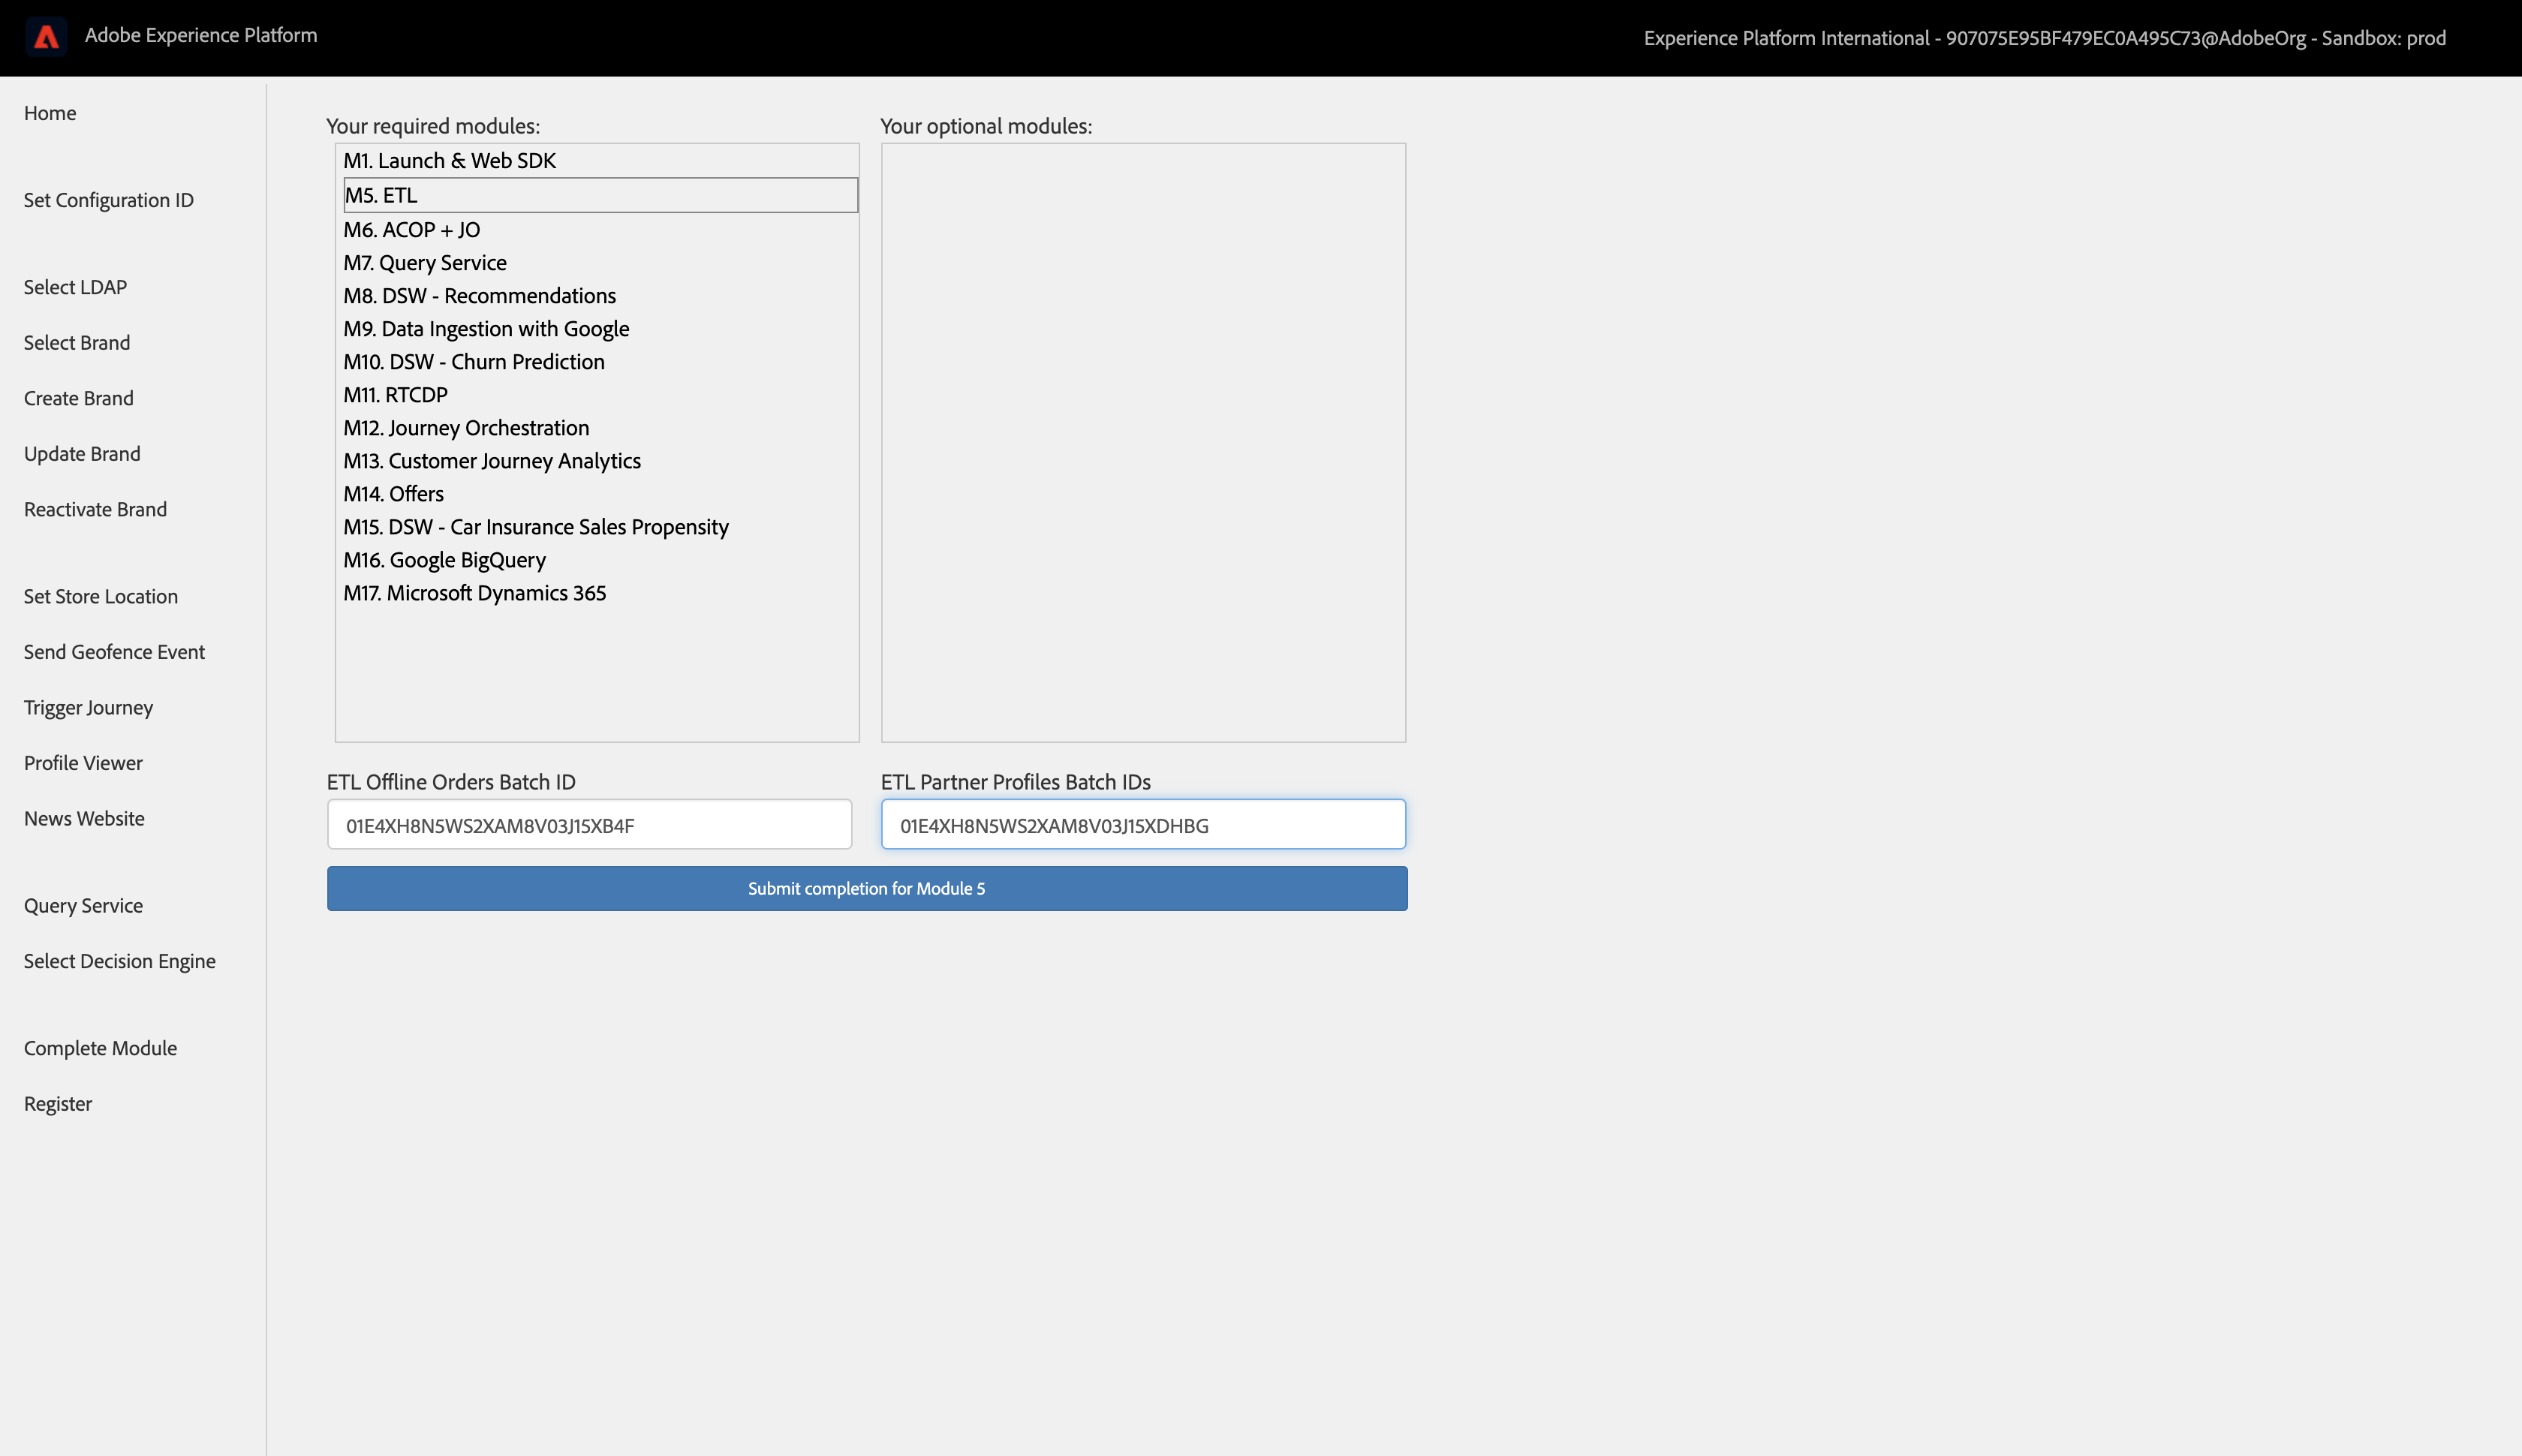 Adobe Experience Platform
Experience Platform International - 907075E95BF479EC0A495C73@AdobeOrg - Sandbox: prod
Home
Set Configuration ID
Select LDAP
Select Brand
Create Brand
Update Brand
Reactivate Brand
Set Store Location
Send Geofence Event
Trigger Journey
Profile Viewer
News Website
Query Service
Select Decision Engine
Complete Module
Register
Your required modules:
M1. Launch & Web SDK
M5. ETL
M6. ACOP + JO
M7. Query Service
M8. DSW - Recommendations
M9. Data Ingestion with Google
M10. DSW - Churn Prediction
M11. RTCDP
M12. Journey Orchestration
M13. Customer Journey Analytics
M14. Offers
M15. DSW - Car Insurance Sales Propensity
M16. Google BigQuery
M17. Microsoft Dynamics 365
Your optional modules:
ETL Offline Orders Batch ID
01E4XH8N5WS2XAM8V03J15XB4F
ETL Partner Profiles Batch IDs
01E4XH8N5WS2XAM8V03J15XDHBG
Submit completion for Module 5